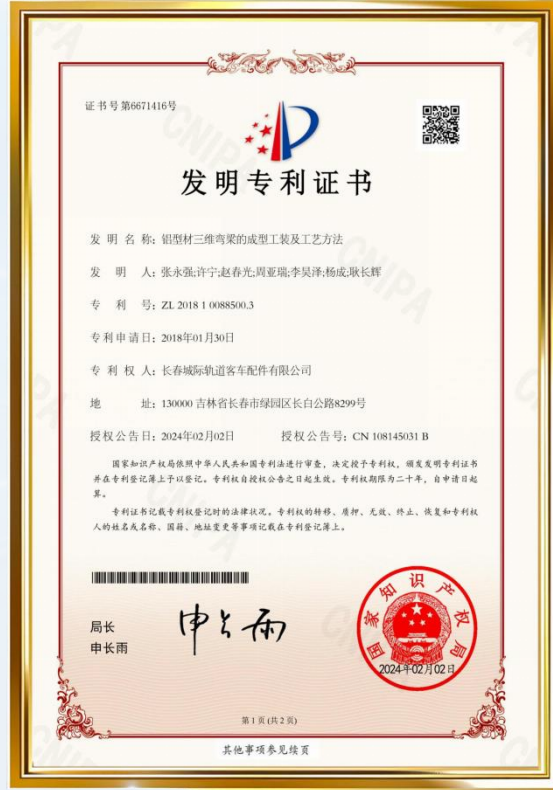 证书号第6671416号
发明专利证书
发明名称：铝型材三维弯梁的成型工装及工艺方法
发明人：张永强;许宁;赵春光;周亚瑞;李昊泽;杨成;耿长辉
专利号：ZL 2018 1 0088500.3
专利申请日：2018年01月30日
专利权人：长春城际轨道客车配件有限公司
地址：130000 吉林省长春市绿园区长白公路8299号
授权公告日：2024年02月02日 授权公告号：CN 108145031 B
国家知识产权局依照中华人民共和国专利法进行审查，决定授予专利权，颁发发明专利证书
并在专利登记簿上予以登记。专利权自授权公告之日起生效。专利权期限为二十年，自申请日起
算。
专利证书记载专利权登记时的法律状况。专利权的转移、质押、无效、终止、恢复和专利权
人的姓名或名称、国籍、地址变更等事项记载在专利登记簿上。
局长
申长雨
申长雨
国家知识产权局
2024年02月02日
第 1 页 (共 2 页)
其他事项参见续页
CNIPA